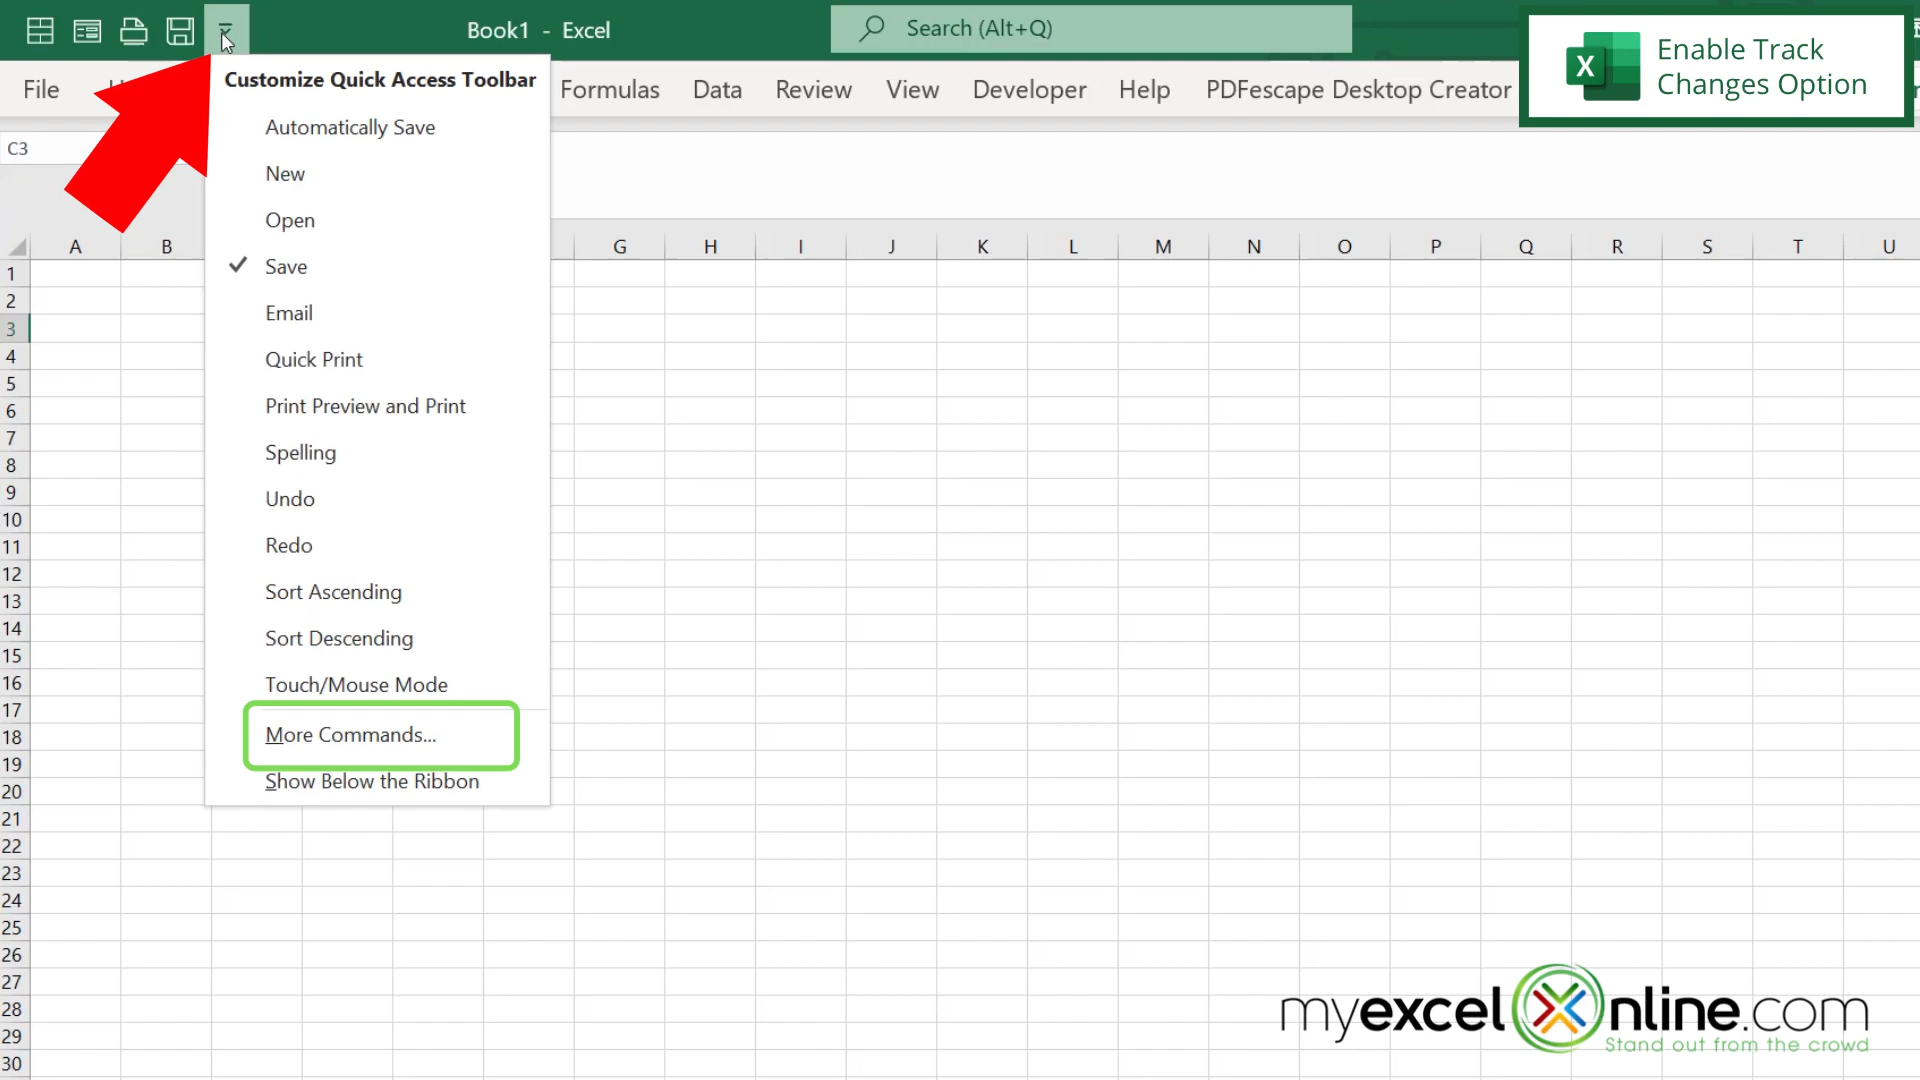 Book1 - Excel
Search (Alt+Q)
Enable Track
Changes Option
File
Formulas
Data
Review
View
Developer
Help
PDFescape Desktop Creator
Customize Quick Access Toolbar
Automatically Save
New
Open
Save
Email
Quick Print
Print Preview and Print
Spelling
Undo
Redo
Sort Ascending
Sort Descending
Touch/Mouse Mode
More Commands...
Show Below the Ribbon
C3
A B G H I J K L M N O P Q R S T U
1
2
3
4
5
6
7
8
9
10
11
12
13
14
15
16
17
18
19
20
21
22
23
24
25
26
27
28
29
30
myexcelonline.com
Stand out from the crowd